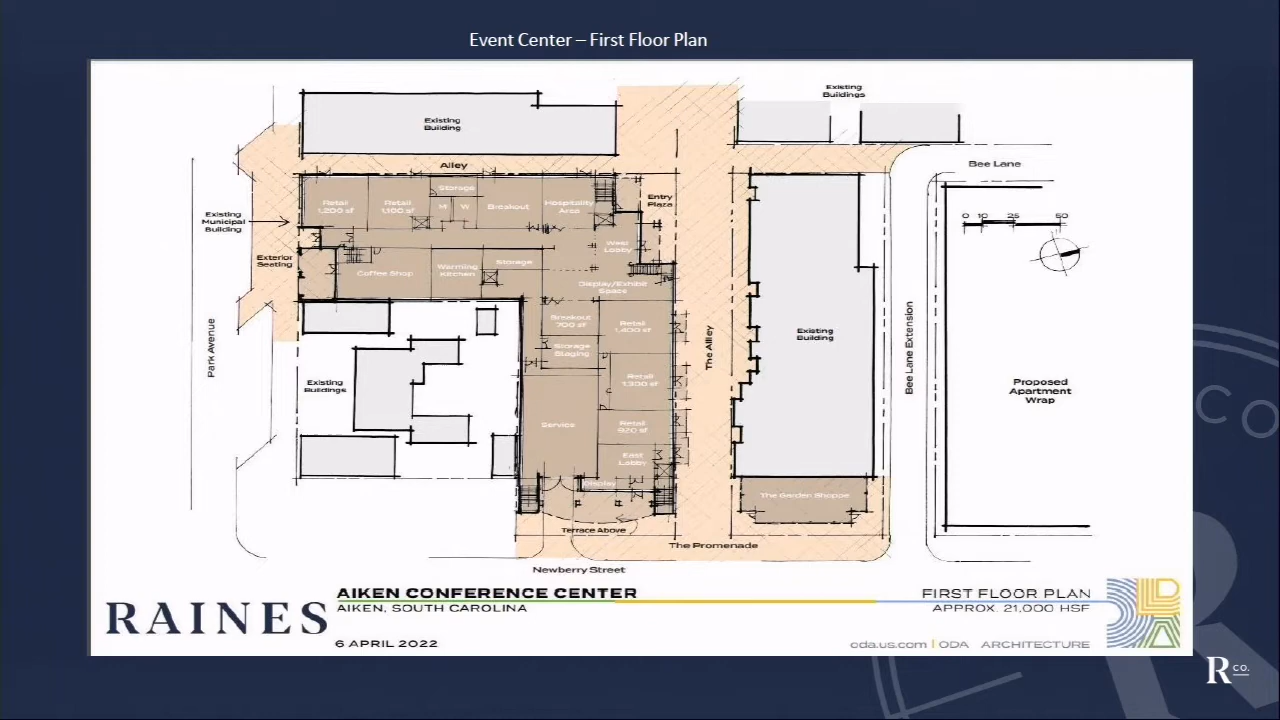 Event Center – First Floor Plan
Existing
Buildings
Existing
Building
Alley
Bee Lane
Retail
1,200 sf
Retail
1,100 sf
Storage
M
W
Breakout
Hospitality
Area
Entry
Plaza
Existing
Municipal
Building
0 10 25 50
West
Lobby
Exterior
Seating
Coffee Shop
Warming
Kitchen
Storage
Display/Exhibit
Space
Breakout
700 sf
Retail
1,400 sf
Storage
Staging
Park Avenue
The Alley
Existing
Building
Bee Lane Extension
Existing
Buildings
Retail
1,300 sf
Proposed
Apartment
Wrap
Service
Retail
920 sf
East
Lobby
Display
The Garden Shoppe
Terrace Above
The Promenade
Newberry Street
RAINES
AIKEN CONFERENCE CENTER
AIKEN, SOUTH CAROLINA
6 APRIL 2022
FIRST FLOOR PLAN
APPROX. 21,000 HSF
oda.us.com | ODA ARCHITECTURE
R CO.
CO